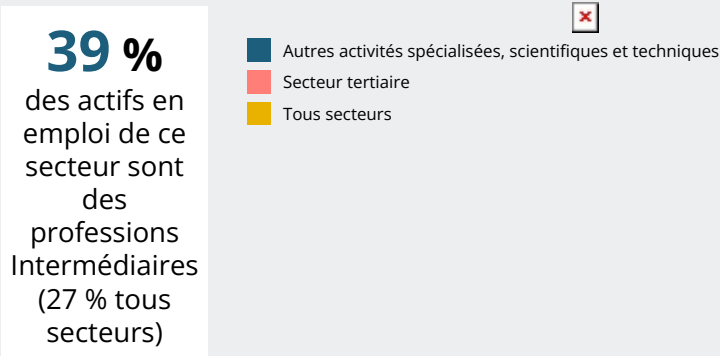 39 %
des actifs en
emploi de ce
secteur sont
des
professions
Intermédiaires
(27 % tous
secteurs)
Autres activités spécialisées, scientifiques et techniques
Secteur tertiaire
Tous secteurs